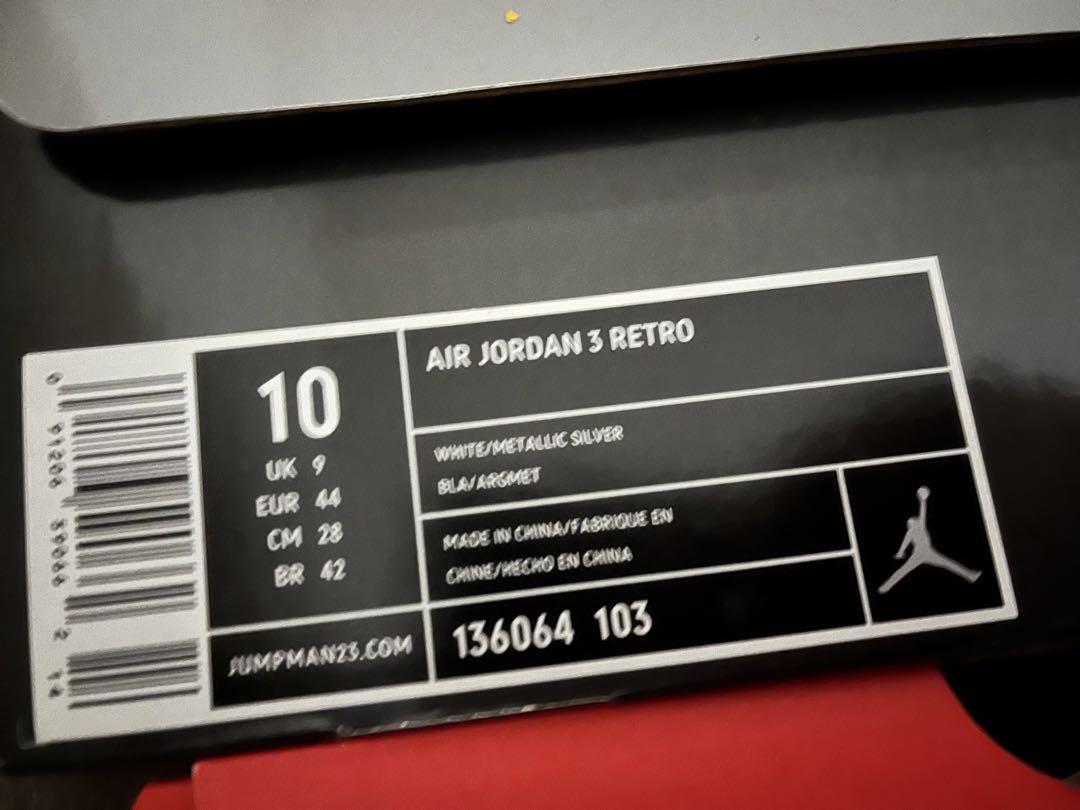 10
UK 9
EUR 44
CM 28
BR 42
JUMPMAN23.COM
AIR JORDAN 3 RETRO
WHITE/METALLIC SILVER
BLA/ARGMET
MADE IN CHINA/FABRIQUE EN
CHINE/HECHO EN CHINA
136064 103